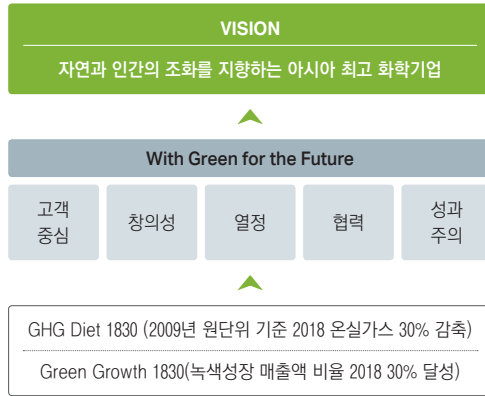 VISION
자연과 인간의 조화를 지향하는 아시아 최고 화학기업
With Green for the Future
고객
중심
창의성
열정
협력
성과
주의
GHG Diet 1830 (2009년 원단위 기준 2018 온실가스 30% 감축)
Green Growth 1830(녹색성장 매출액 비율 2018 30% 달성)